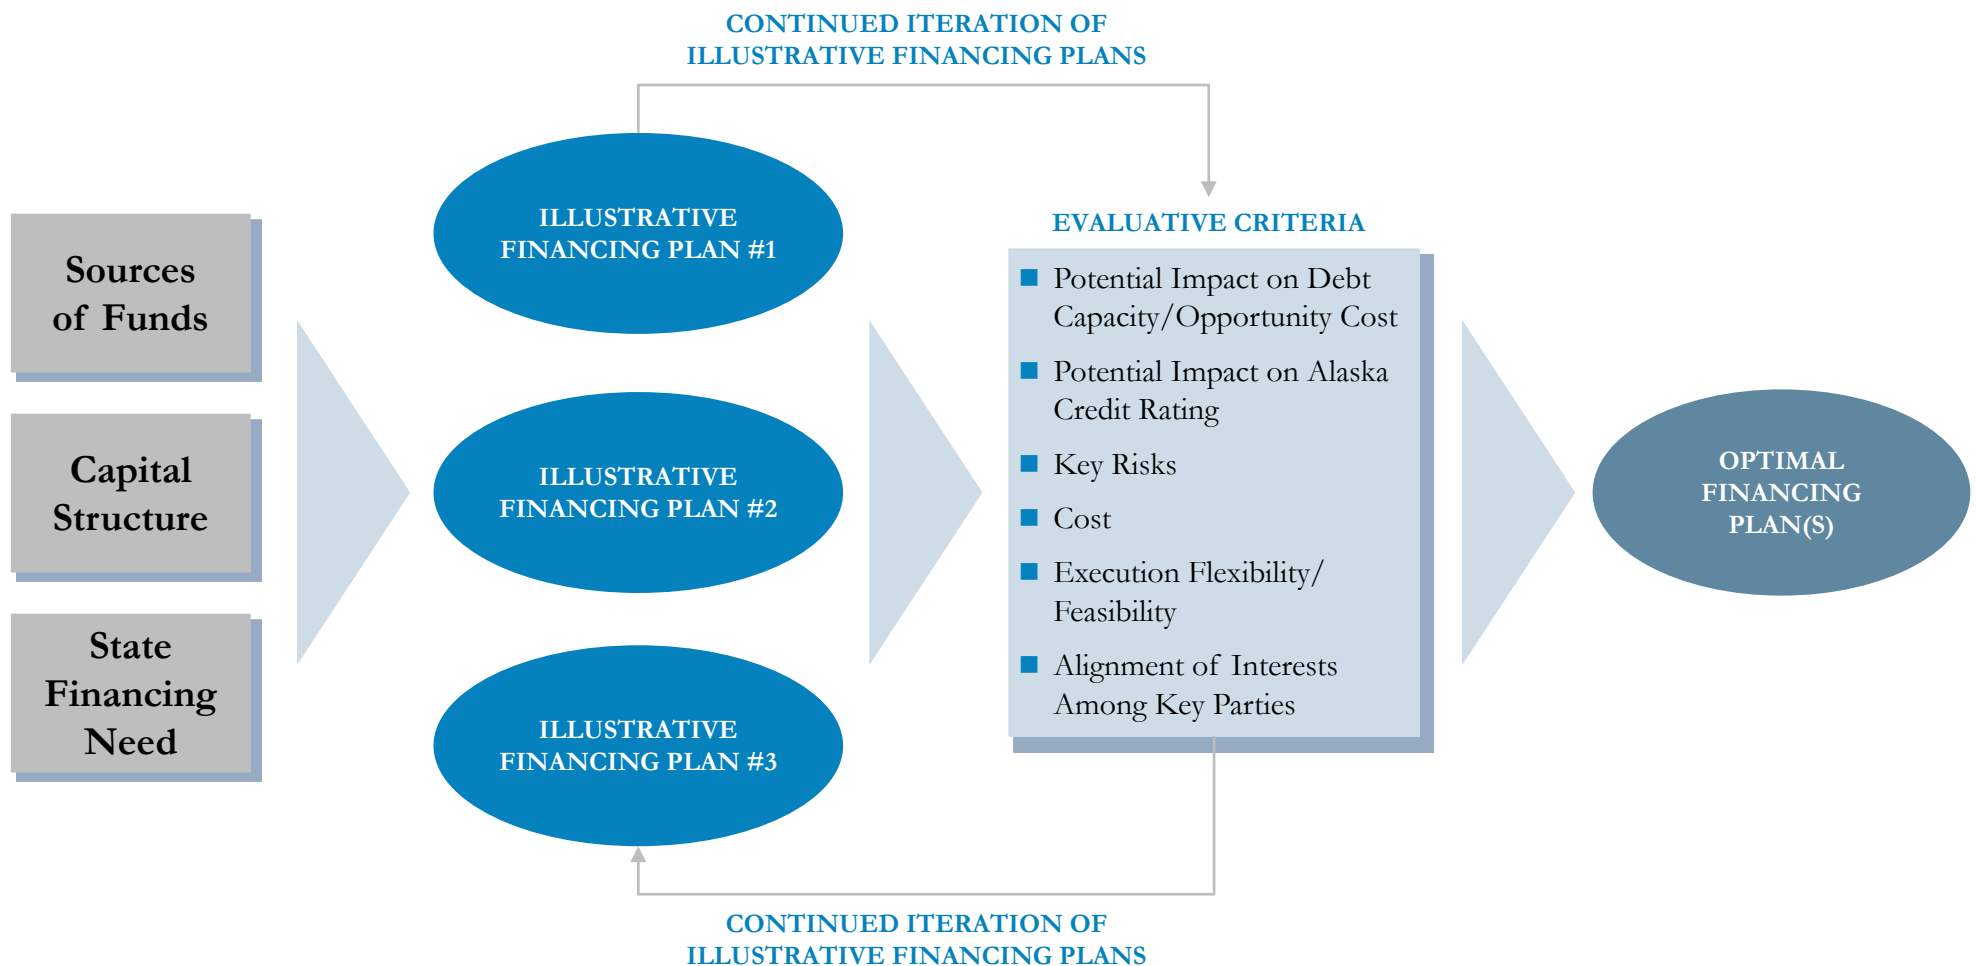 CONTINUED ITERATION OF
ILLUSTRATIVE FINANCING PLANS
Sources
of Funds
Capital
Structure
State
Financing
Need
ILLUSTRATIVE
FINANCING PLAN #1
ILLUSTRATIVE
FINANCING PLAN #2
ILLUSTRATIVE
FINANCING PLAN #3
EVALUATIVE CRITERIA
Potential Impact on Debt
Capacity/Opportunity Cost
Potential Impact on Alaska
Credit Rating
Key Risks
Cost
Execution Flexibility/
Feasibility
Alignment of Interests
Among Key Parties
OPTIMAL
FINANCING
PLAN(S)
CONTINUED ITERATION OF
ILLUSTRATIVE FINANCING PLANS